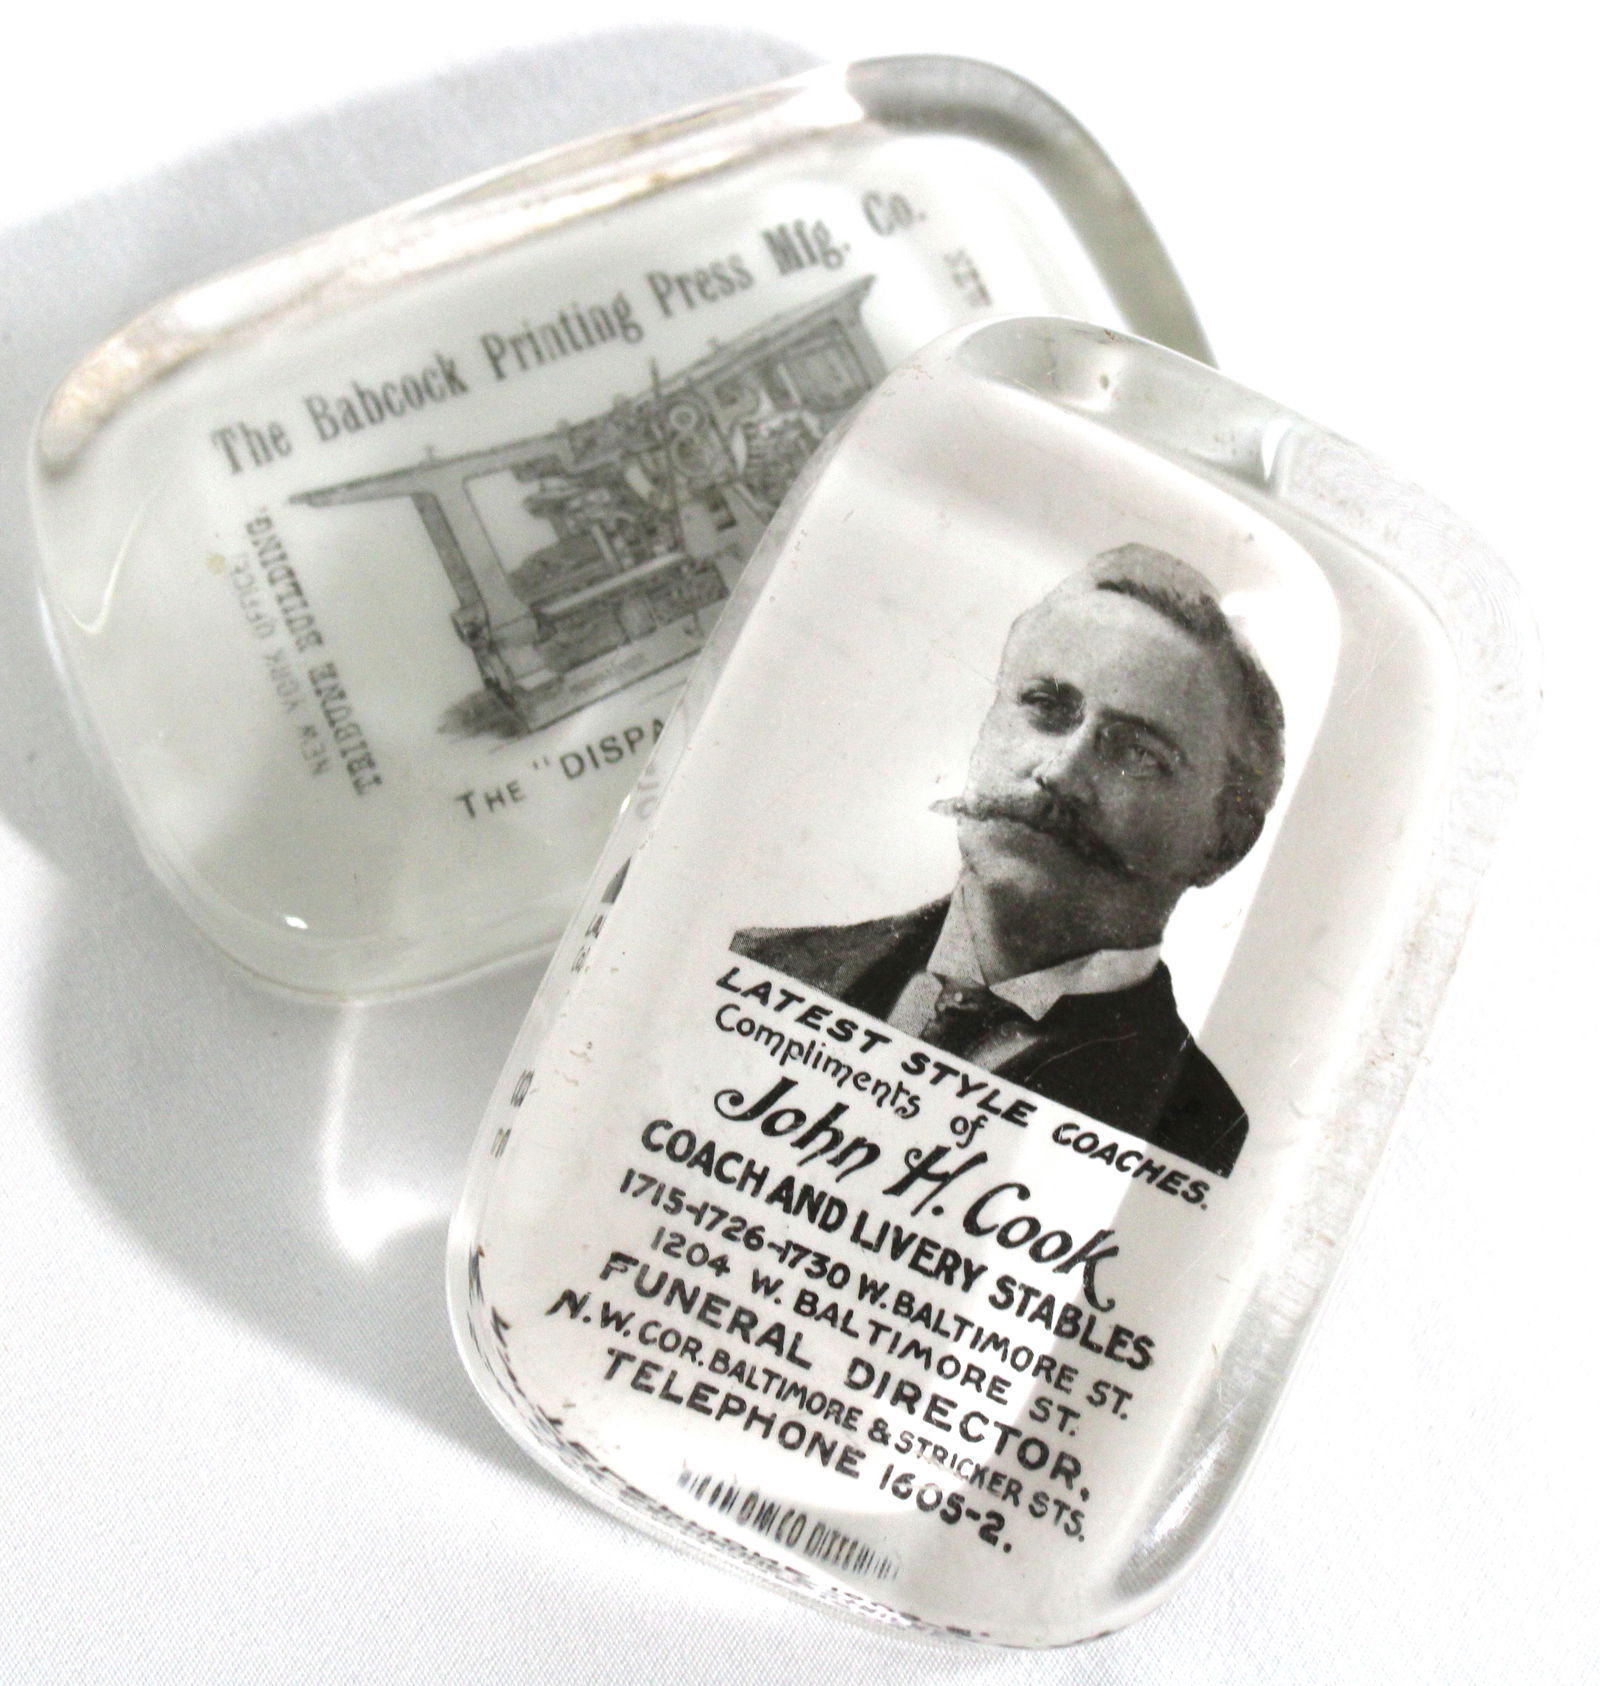 The Babcock Printing Press Mfg. Co.
NEW YORK OFFICE,
TRIBUNE BUILDING.
NEW
THE "DISPA
LATEST STYLE COACHES.
Compliments of
John H. Cook
COACH AND LIVERY STABLES
1715-1726-1730 W. BALTIMORE ST.
1204 W. BALTIMORE ST.
FUNERAL DIRECTOR,
N.W. COR. BALTIMORE & STRICKER STS.
TELEPHONE 1605-2.